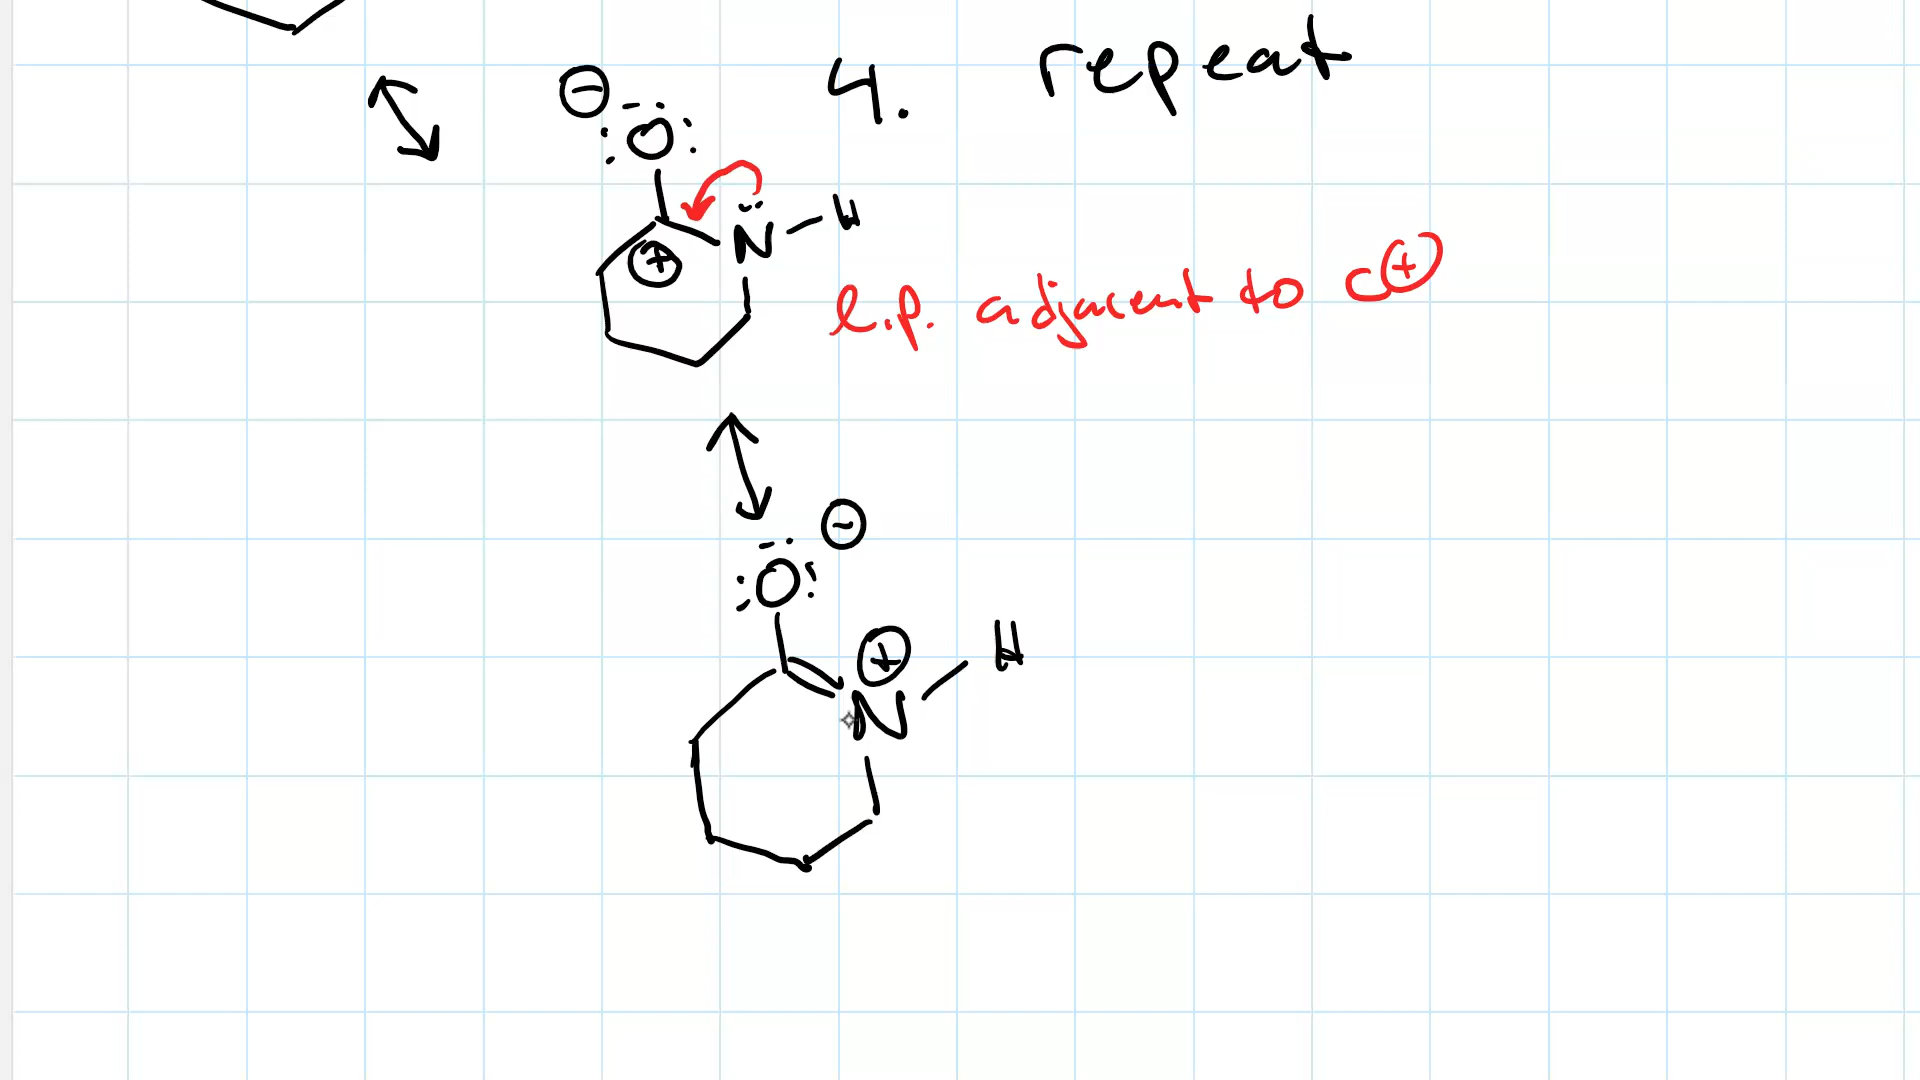 4. repeat
⊖
:Ö:
⊕ N̈ - H
l.p. adjacent to C⊕
⊖
:Ö:
⊕
N - H